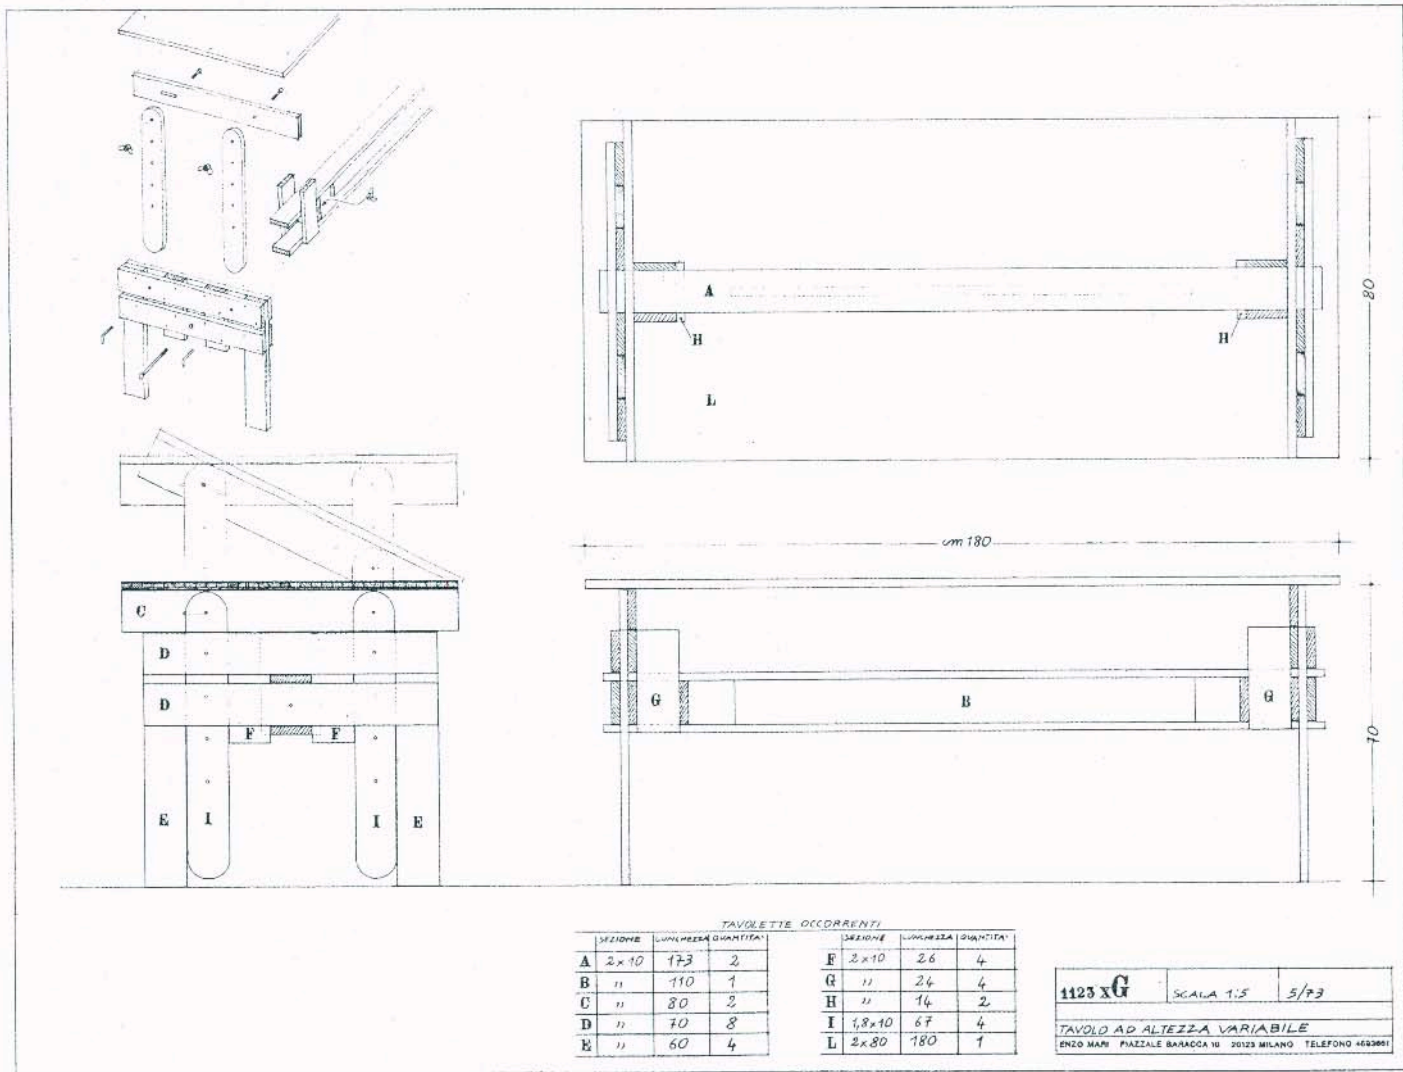 A
H
H
L
80
cm 180
C
D
D
F
F
E
I
I
E
G
B
G
70
TAVOLETTE OCCORRENTI
SEZIONE LUNGHEZZA QUANTITA'
A 2x10 173 2
B " 110 1
C " 80 2
D " 70 8
E " 60 4
SEZIONE LUNGHEZZA QUANTITA'
F 2x10 26 4
G " 24 4
H " 14 2
I 1,8x10 67 4
L 2x80 180 1
1123 xG SCALA 1:5 5/73
TAVOLO AD ALTEZZA VARIABILE
ENZO MARI PIAZZALE BARACCA 10 20123 MILANO TELEFONO